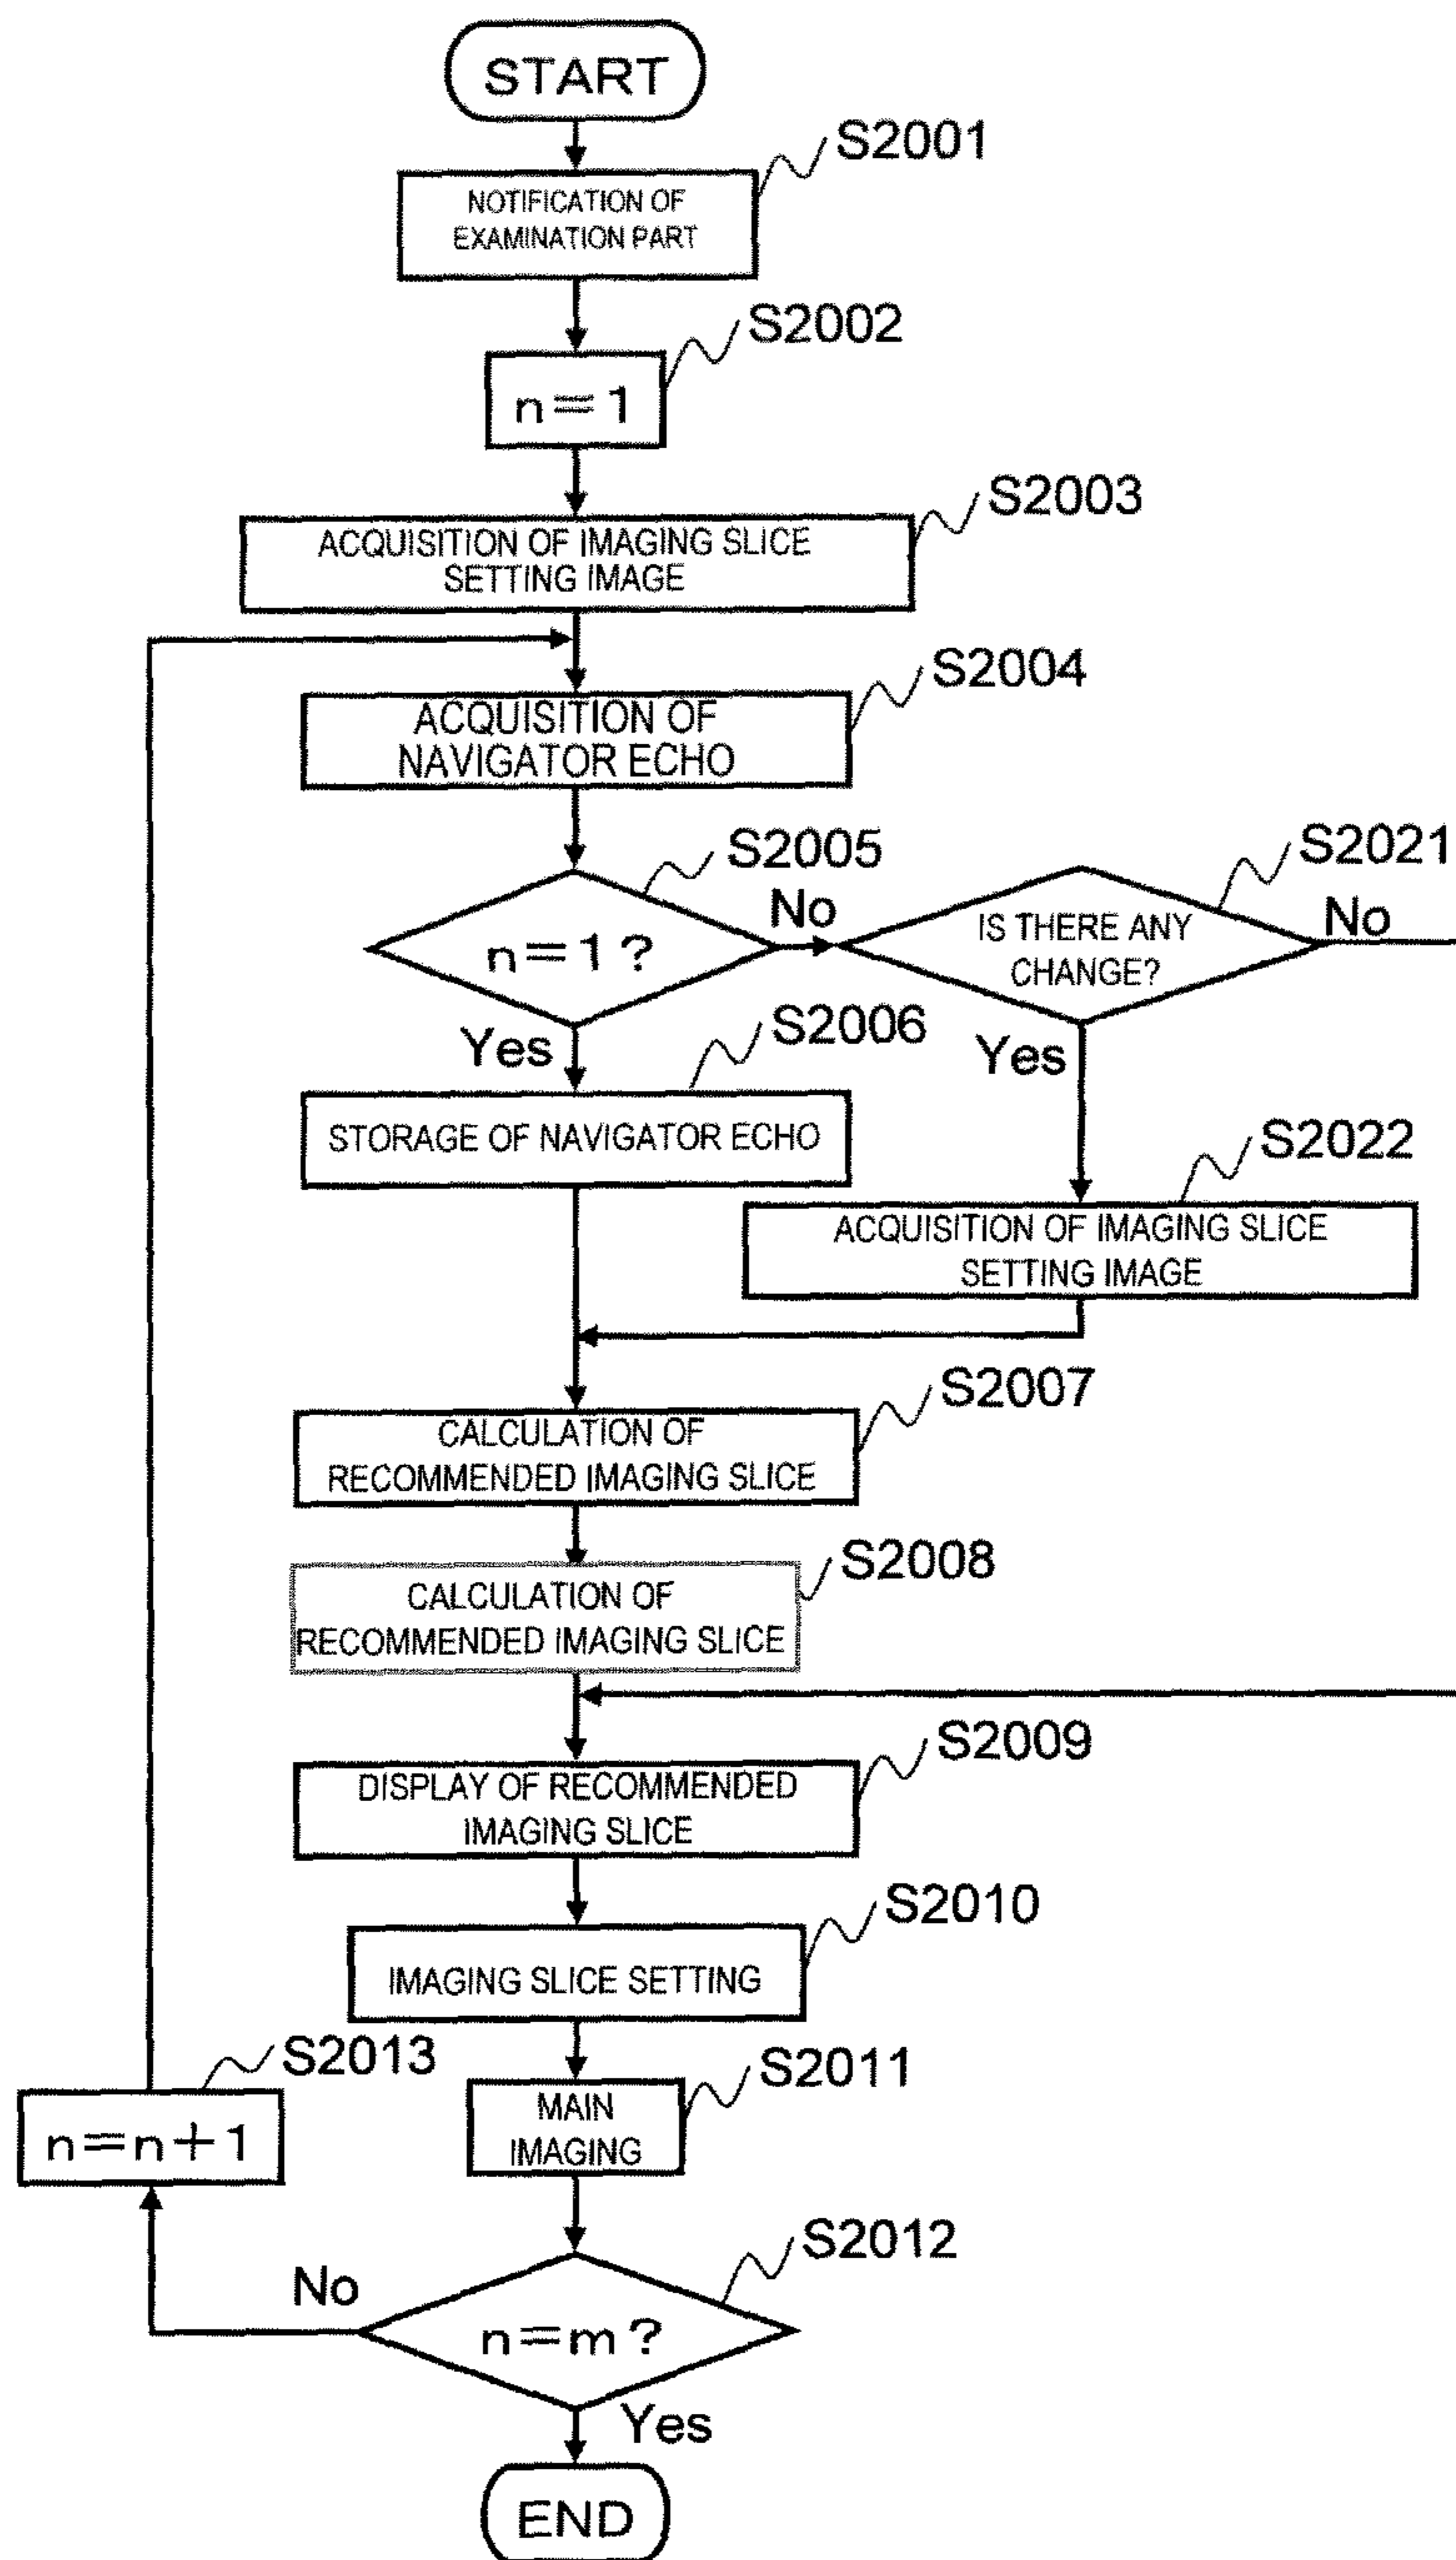 START
S2001
NOTIFICATION OF
EXAMINATION PART
S2002
n=1
S2003
ACQUISITION OF IMAGING SLICE
SETTING IMAGE
S2004
ACQUISITION OF
NAVIGATOR ECHO
S2005
n=1?
No
S2021
IS THERE ANY
CHANGE?
No
Yes
S2006
Yes
STORAGE OF NAVIGATOR ECHO
S2022
ACQUISITION OF IMAGING SLICE
SETTING IMAGE
S2007
CALCULATION OF
RECOMMENDED IMAGING SLICE
S2008
CALCULATION OF
RECOMMENDED IMAGING SLICE
S2009
DISPLAY OF RECOMMENDED
IMAGING SLICE
S2010
IMAGING SLICE SETTING
S2013
n=n+1
S2011
MAIN
IMAGING
S2012
No
n=m?
Yes
END